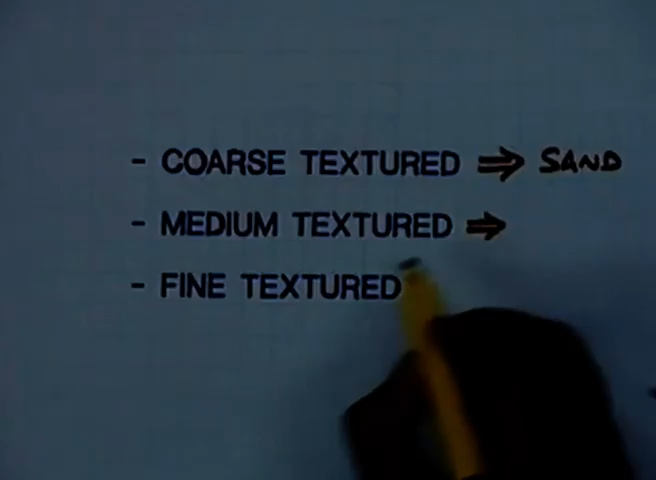 - COARSE TEXTURED ⇒ SAND
- MEDIUM TEXTURED ⇒
- FINE TEXTURED